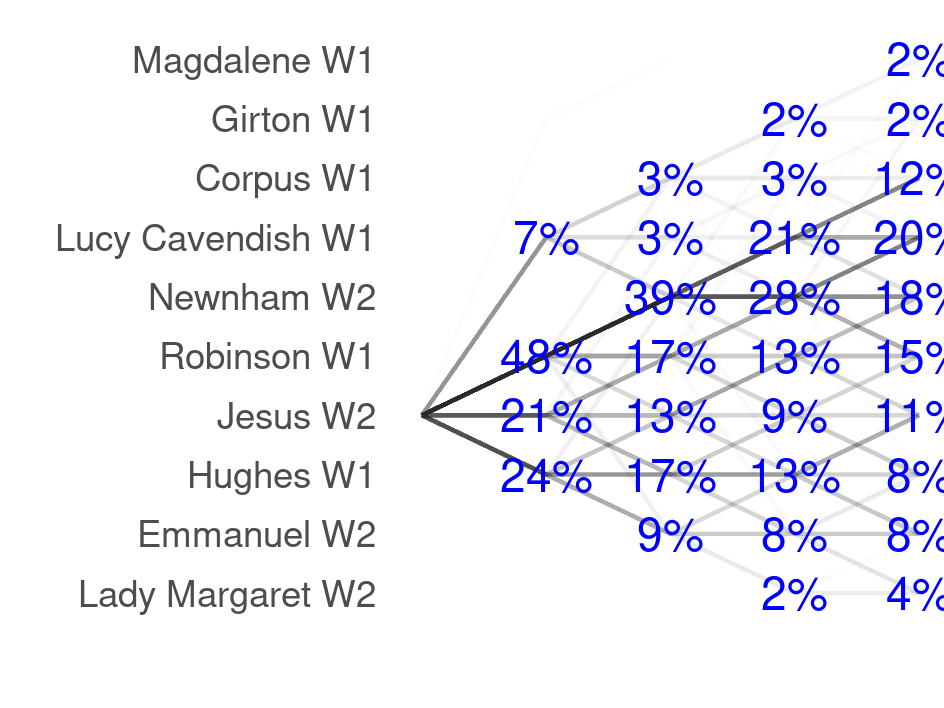 Magdalene W1 2%
Girton W1 2% 2%
Corpus W1 3% 3% 12%
Lucy Cavendish W1 7% 3% 21% 20%
Newnham W2 39% 28% 18%
Robinson W1 48% 17% 13% 15%
Jesus W2 21% 13% 9% 11%
Hughes W1 24% 17% 13% 8%
Emmanuel W2 9% 8% 8%
Lady Margaret W2 2% 4%